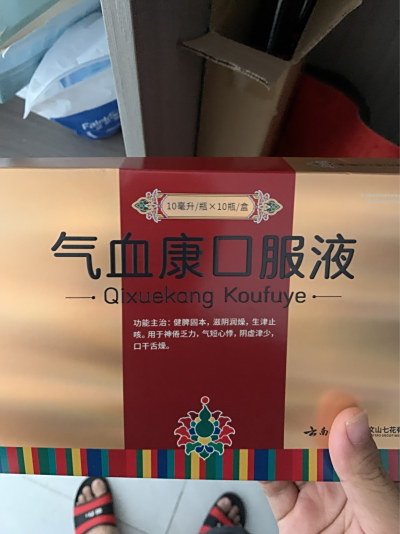 10毫升/瓶×10瓶/盒
气血康口服液
Qixuekang Koufuye
功能主治：健脾固本，滋阴润燥，生津止
咳。用于神倦乏力，气短心悸，阴虚津少，
口干舌燥。
云南
文山七花有